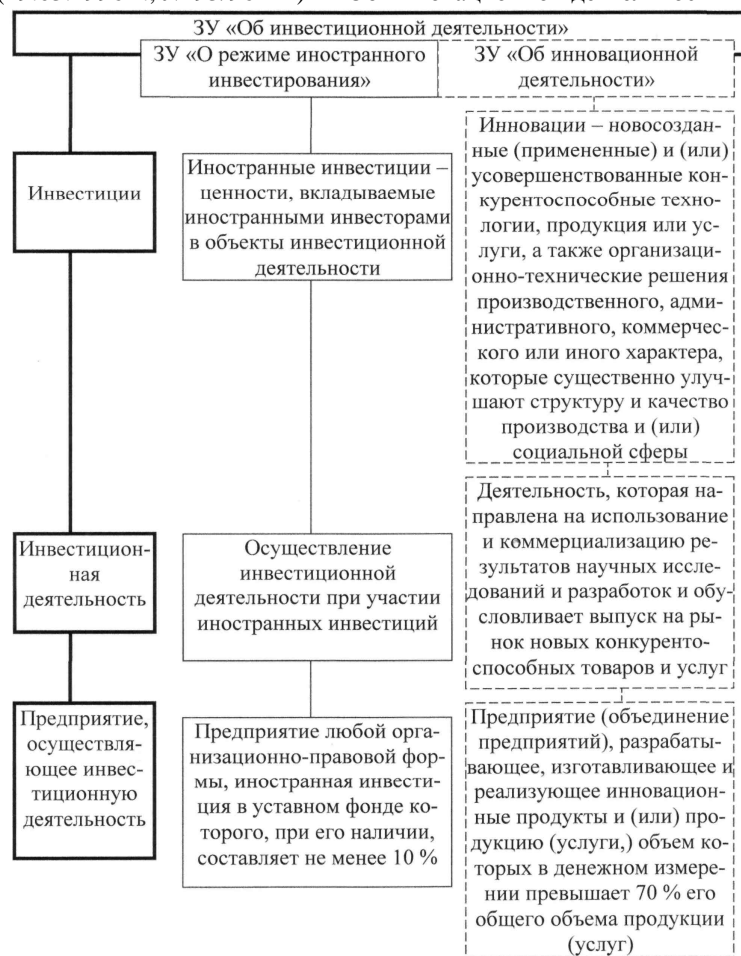 ЗУ «Об инвестиционной деятельности»
ЗУ «О режиме иностранного
инвестирования»
ЗУ «Об инновационной
деятельности»
Инвестиции
Иностранные инвестиции –
ценности, вкладываемые
иностранными инвесторами
в объекты инвестиционной
деятельности
Инновации – новосоздан-
ные (примененные) и (или)
усовершенствованные кон-
курентоспособные техно-
логии, продукция или ус-
луги, а также организаци-
онно-технические решения
производственного, адми-
нистративного, коммерчес-
кого или иного характера,
которые существенно улуч-
шают структуру и качество
производства и (или)
социальной сферы
Инвестицион-
ная
деятельность
Осуществление
инвестиционной
деятельности при участии
иностранных инвестиций
Деятельность, которая на-
правлена на использование
и коммерциализацию ре-
зультатов научных иссле-
дований и разработок и обу-
словливает выпуск на ры-
нок новых конкуренто-
способных товаров и услуг
Предприятие,
осуществля-
ющее инвес-
тиционную
деятельность
Предприятие любой орга-
низационно-правовой фор-
мы, иностранная инвести-
ция в уставном фонде ко-
торого, при его наличии,
составляет не менее 10 %
Предприятие (объединение
предприятий), разрабаты-
вающее, изготавливающее и
реализующее инновацион-
ные продукты и (или) про-
дукцию (услуги,) объем ко-
торых в денежном измере-
нии превышает 70 % его
общего объема продукции
(услуг)